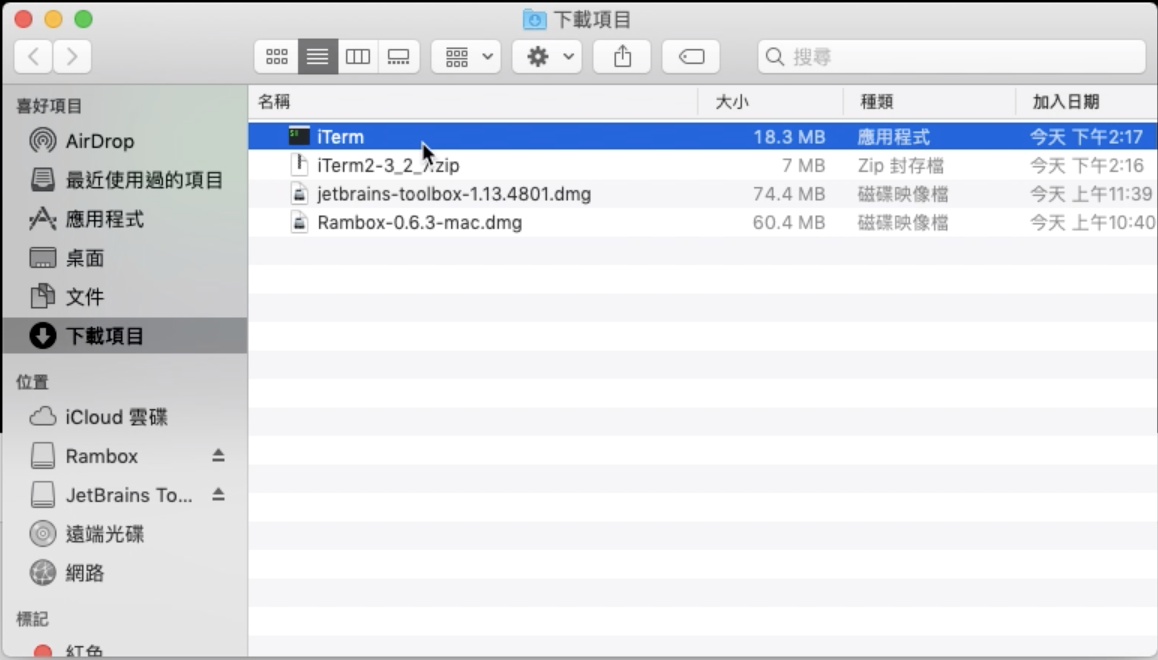 下載項目
搜尋
喜好項目
AirDrop
最近使用過的項目
應用程式
桌面
文件
下載項目
位置
iCloud 雲碟
Rambox
JetBrains To...
遠端光碟
網路
標記
紅色
名稱 大小 種類 加入日期
iTerm 18.3 MB 應用程式 今天 下午2:17
iTerm2-3_2_7.zip 7 MB Zip 封存檔 今天 下午2:16
jetbrains-toolbox-1.13.4801.dmg 74.4 MB 磁碟映像檔 今天 上午11:39
Rambox-0.6.3-mac.dmg 60.4 MB 磁碟映像檔 今天 上午10:40